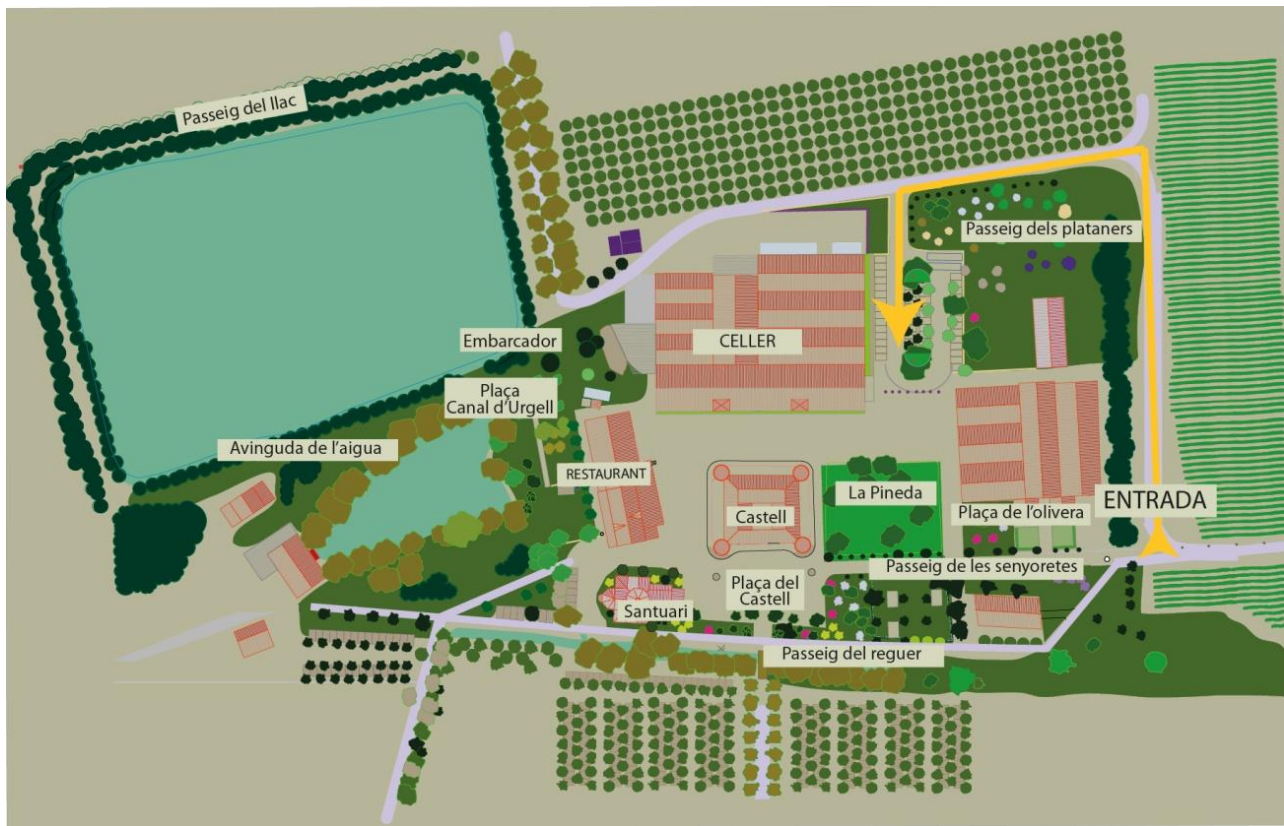 Passeig del llac
Passeig dels plataners
Embarcador
CELLER
Plaça
Canal d'Urgell
Avinguda de l'aigua
RESTAURANT
La Pineda
ENTRADA
Castell
Plaça de l'olivera
Passeig de les senyoretes
Plaça del
Castell
Santuari
Passeig del reguer